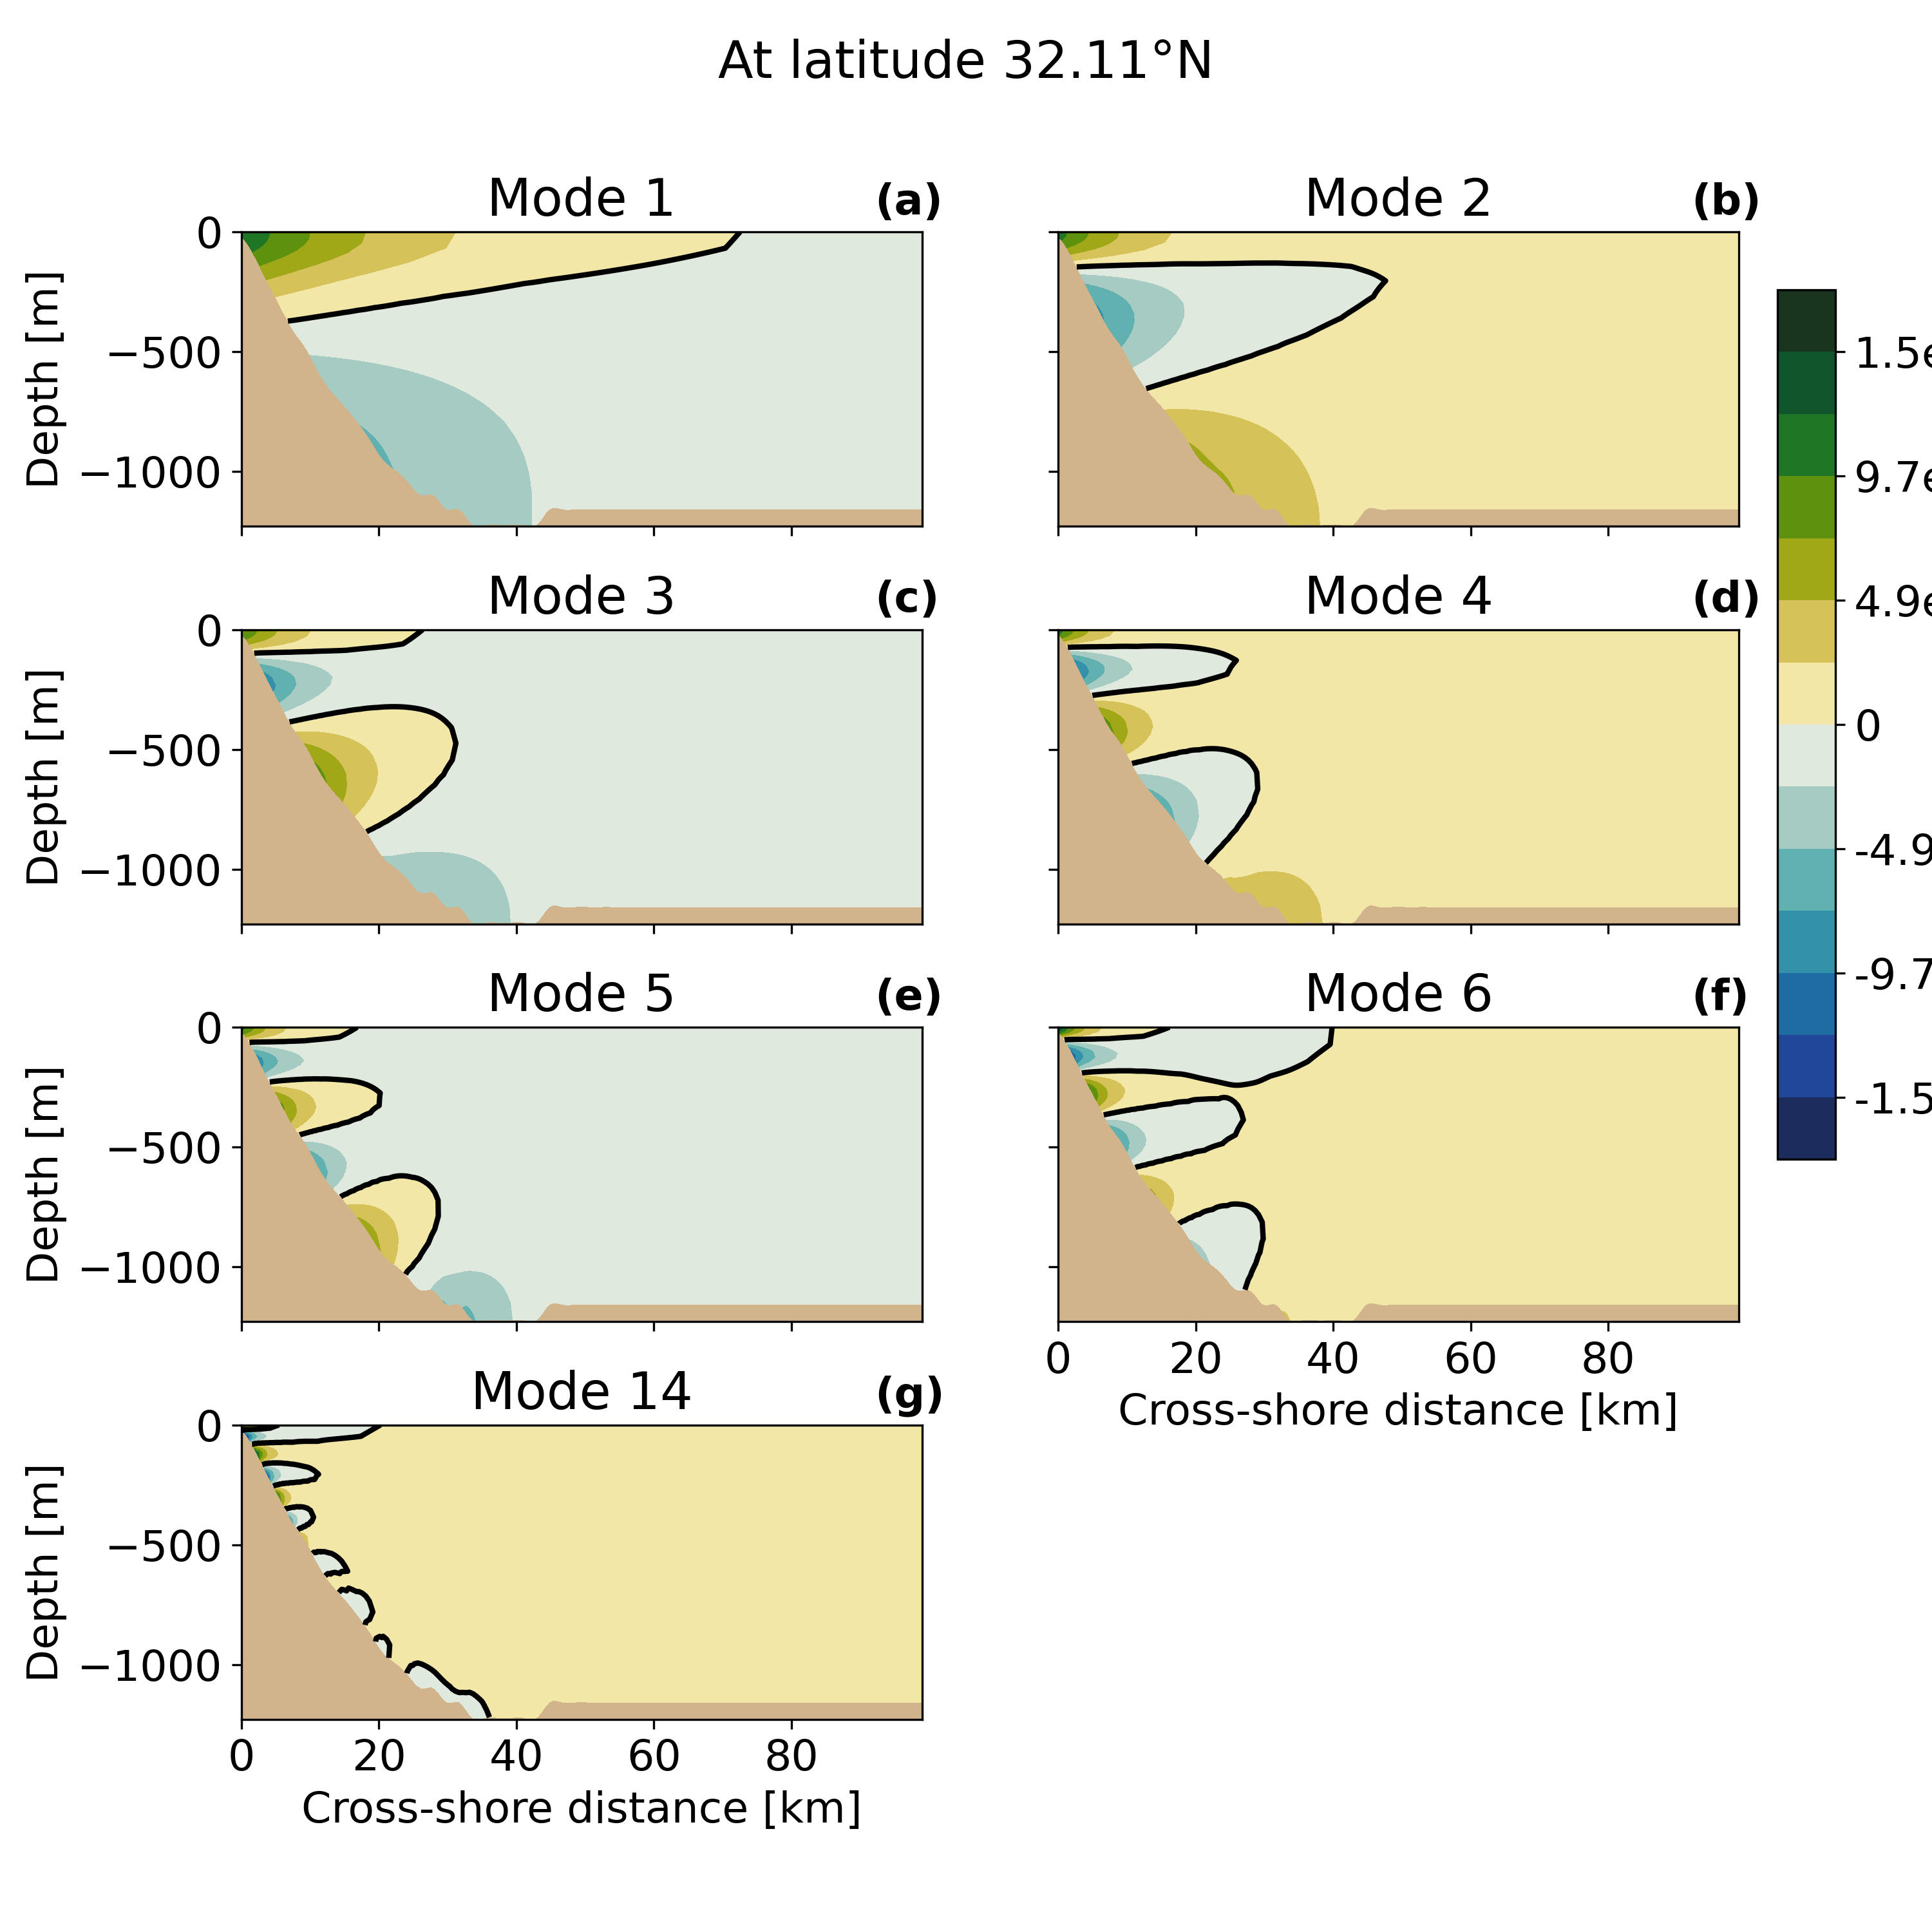 At latitude 32.11°N
Mode 1 (a)
Mode 2 (b)
0
−500
−1000
Depth [m]
Mode 3 (c)
Mode 4 (d)
0
−500
−1000
Depth [m]
Mode 5 (e)
Mode 6 (f)
0
−500
−1000
Depth [m]
0 20 40 60 80
Cross-shore distance [km]
Mode 14 (g)
0
−500
−1000
Depth [m]
0 20 40 60 80
Cross-shore distance [km]
1.5e
9.7e
4.9e
0
-4.9
-9.7
-1.5